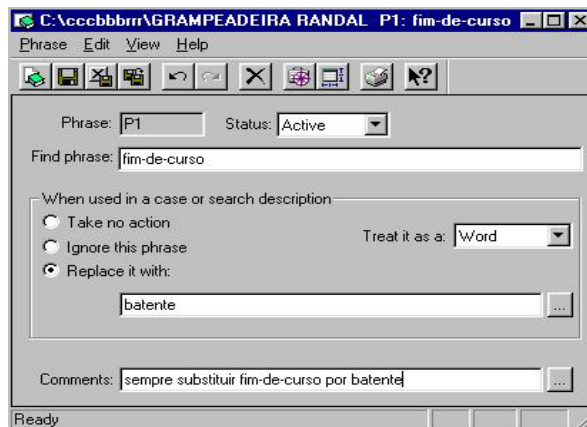 C:\cccbbbrrr\GRAMPEADEIRA RANDAL P1: fim-de-curso
Phrase Edit View Help
Phrase: P1 Status: Active
Find phrase: fim-de-curso
When used in a case or search description
Take no action
Ignore this phrase
Treat it as a: Word
Replace it with:
batente
...
Comments: sempre substituir fim-de-curso por batente
...
Ready